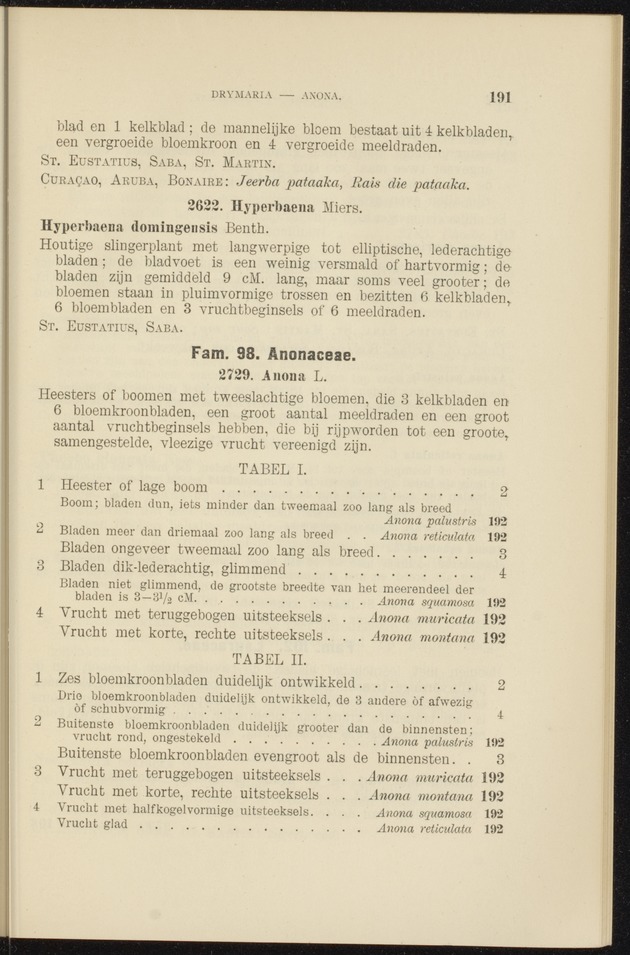 DRYMARIA — ANONA. 191
blad en 1 kelkblad; de mannelijke bloem bestaat uit 4 kelkbladen,
een vergroeide bloemkroon en 4 vergroeide meeldraden.
St. Eustatius, Saba, St. Martin.
Curaçao, Aruba, Bonaire: Jeerba pataaka, Rais die pataaka.
2622. Hyperbaena Miers.
Hyperbaena domingensis Benth.
Houtige slingerplant met langwerpige tot elliptische, lederachtige
bladen; de bladvoet is een weinig versmald of hartvormig; de
bladen zijn gemiddeld 9 cM. lang, maar soms veel grooter; de
bloemen staan in pluimvormige trossen en bezitten 6 kelkbladen,
6 bloembladen en 3 vruchtbeginsels of 6 meeldraden.
St. Eustatius, Saba.
Fam. 98. Anonaceae.
2729. Anona L.
Heesters of boomen met tweeslachtige bloemen, die 3 kelkbladen en
6 bloemkroonbladen, een groot aantal meeldraden en een groot
aantal vruchtbeginsels hebben, die bij rijpworden tot een groote,
samengestelde, vleezige vrucht vereenigd zijn.
TABEL I.
1 Heester of lage boom . . . . . . . . . . . . . . . . . 2
Boom; bladen dun, iets minder dan tweemaal zoo lang als breed
Anona palustris 192
2 Bladen meer dan driemaal zoo lang als breed . . Anona reticulata 192
Bladen ongeveer tweemaal zoo lang als breed . . . . . . . 3
3 Bladen dik-lederachtig, glimmend . . . . . . . . . . . . 4
Bladen niet glimmend, de grootste breedte van het meerendeel der
bladen is 3—3½ cM. . . . . . . . . . . . Anona squamosa 192
4 Vrucht met teruggebogen uitsteeksels . . . Anona muricata 192
Vrucht met korte, rechte uitsteeksels . . . Anona montana 192
TABEL II.
1 Zes bloemkroonbladen duidelijk ontwikkeld . . . . . . . . 2
Drie bloemkroonbladen duidelijk ontwikkeld, de 3 andere òf afwezig
òf schubvormig . . . . . . . . . . . . . . . . . . . . 4
2 Buitenste bloemkroonbladen duidelijk grooter dan de binnensten;
vrucht rond, ongestekeld . . . . . . . . . . Anona palustris 192
Buitenste bloemkroonbladen evengroot als de binnensten . . 3
3 Vrucht met teruggebogen uitsteeksels . . . Anona muricata 192
Vrucht met korte, rechte uitsteeksels . . . Anona montana 192
4 Vrucht met halfkogelvormige uitsteeksels . . . . Anona squamosa 192
Vrucht glad . . . . . . . . . . . . . . . Anona reticulata 192